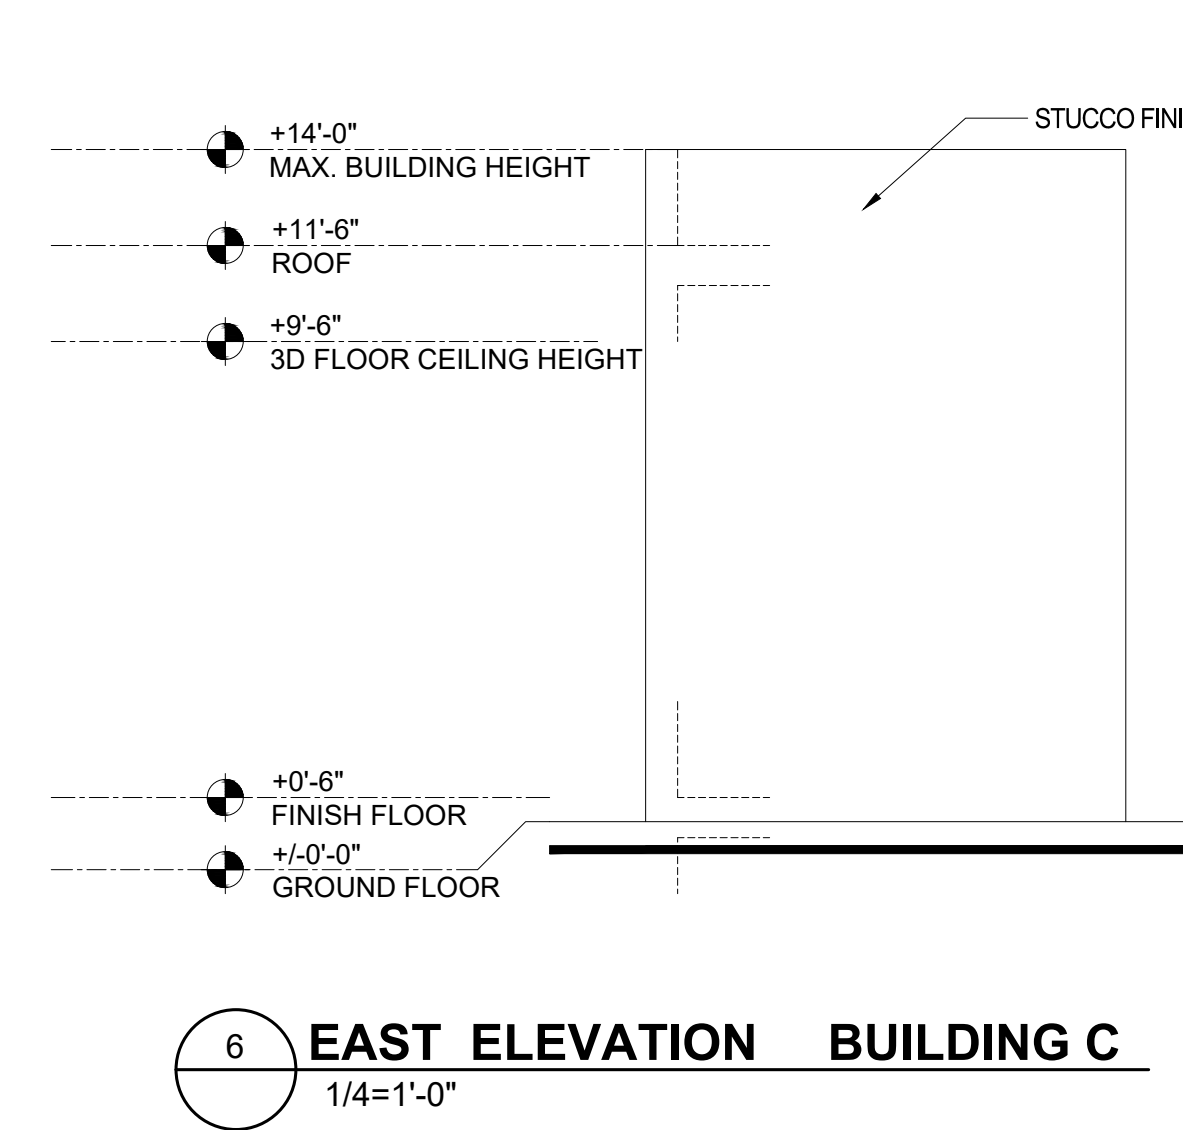 STUCCO FINI
+14'-0"
MAX. BUILDING HEIGHT
+11'-6"
ROOF
+9'-6"
3D FLOOR CEILING HEIGHT
+0'-6"
FINISH FLOOR
+/-0'-0"
GROUND FLOOR
6
EAST ELEVATION BUILDING C
1/4=1'-0"